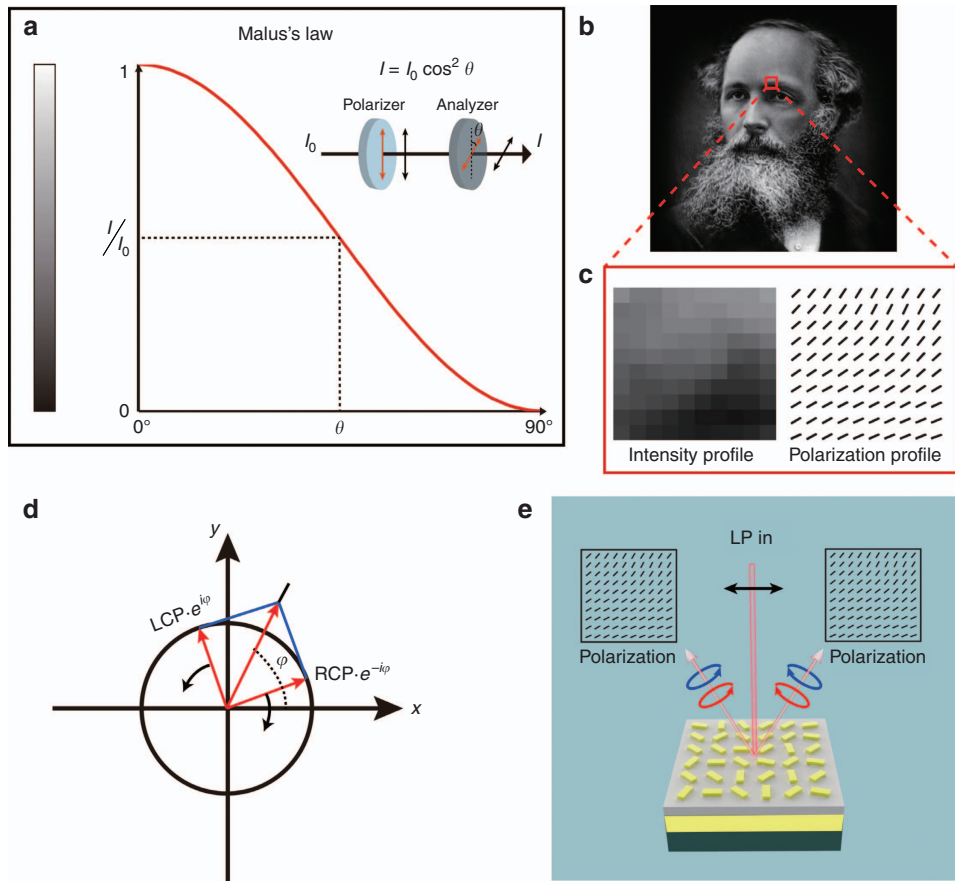 a
Malus's law
I = I₀ cos² θ
Polarizer
Analyzer
θ
I₀
I
1
I/I₀
0
0°
θ
90°
b
c
Intensity profile
Polarization profile
d
y
LCP·e^{iφ}
φ
RCP·e^{−iφ}
x
e
LP in
Polarization
Polarization